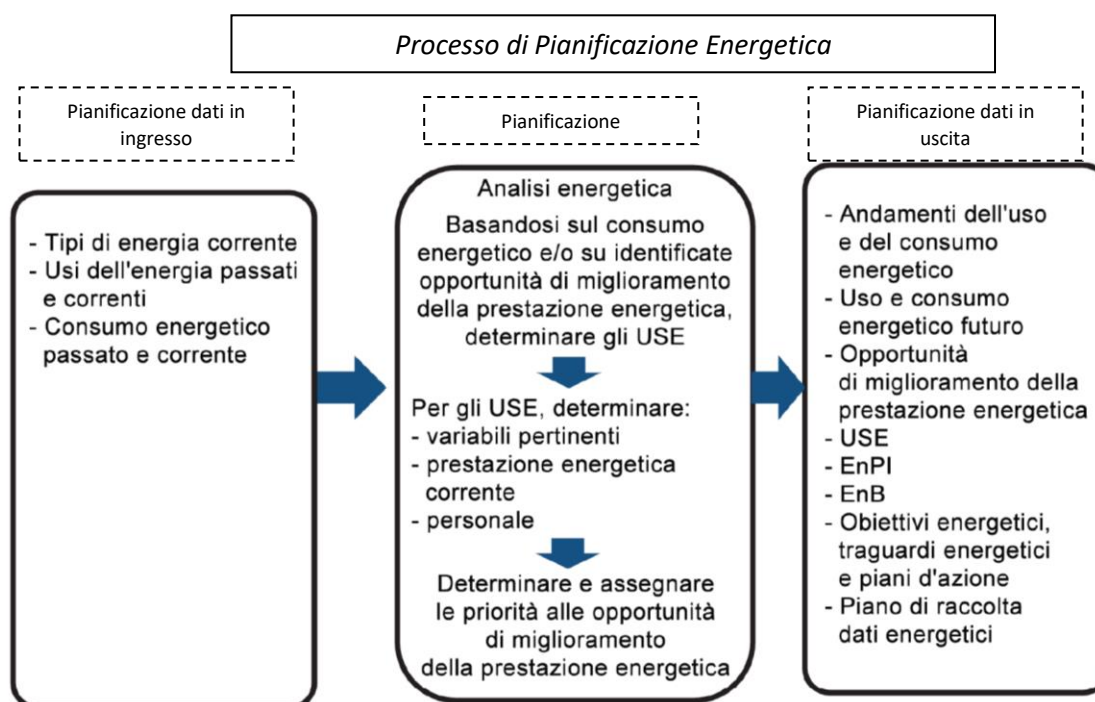 Processo di Pianificazione Energetica
Pianificazione dati in
ingresso
- Tipi di energia corrente
- Usi dell'energia passati
e correnti
- Consumo energetico
passato e corrente
Pianificazione
Analisi energetica
Basandosi sul consumo
energetico e/o su identificate
opportunità di miglioramento
della prestazione energetica,
determinare gli USE
Per gli USE, determinare:
- variabili pertinenti
- prestazione energetica
corrente
- personale
Determinare e assegnare
le priorità alle opportunità
di miglioramento
della prestazione energetica
Pianificazione dati in
uscita
- Andamenti dell'uso
e del consumo
energetico
- Uso e consumo
energetico futuro
- Opportunità
di miglioramento della
prestazione energetica
- USE
- EnPI
- EnB
- Obiettivi energetici,
traguardi energetici
e piani d'azione
- Piano di raccolta
dati energetici